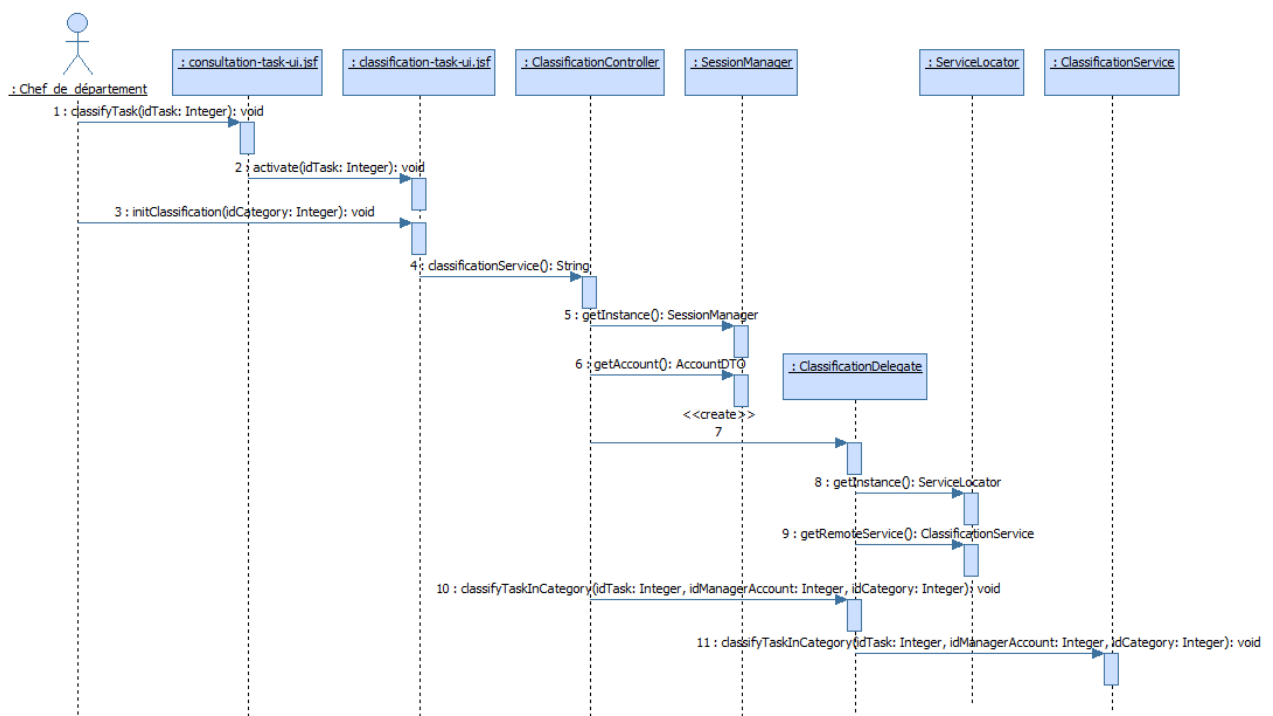 : Chef de département
: consultation-task-ui.jsf
: classification-task-ui.jsf
: ClassificationController
: SessionManager
: ServiceLocator
: ClassificationService
1 : classifyTask(idTask: Integer): void
2 : activate(idTask: Integer): void
3 : initClassification(idCategory: Integer): void
4 : classificationService(): String
5 : getInstance(): SessionManager
6 : getAccount(): AccountDTO
: ClassificationDelegate
<<create>>
7
8 : getInstance(): ServiceLocator
9 : getRemoteService(): ClassificationService
10 : classifyTaskInCategory(idTask: Integer, idManagerAccount: Integer, idCategory: Integer): void
11 : classifyTaskInCategory(idTask: Integer, idManagerAccount: Integer, idCategory: Integer): void